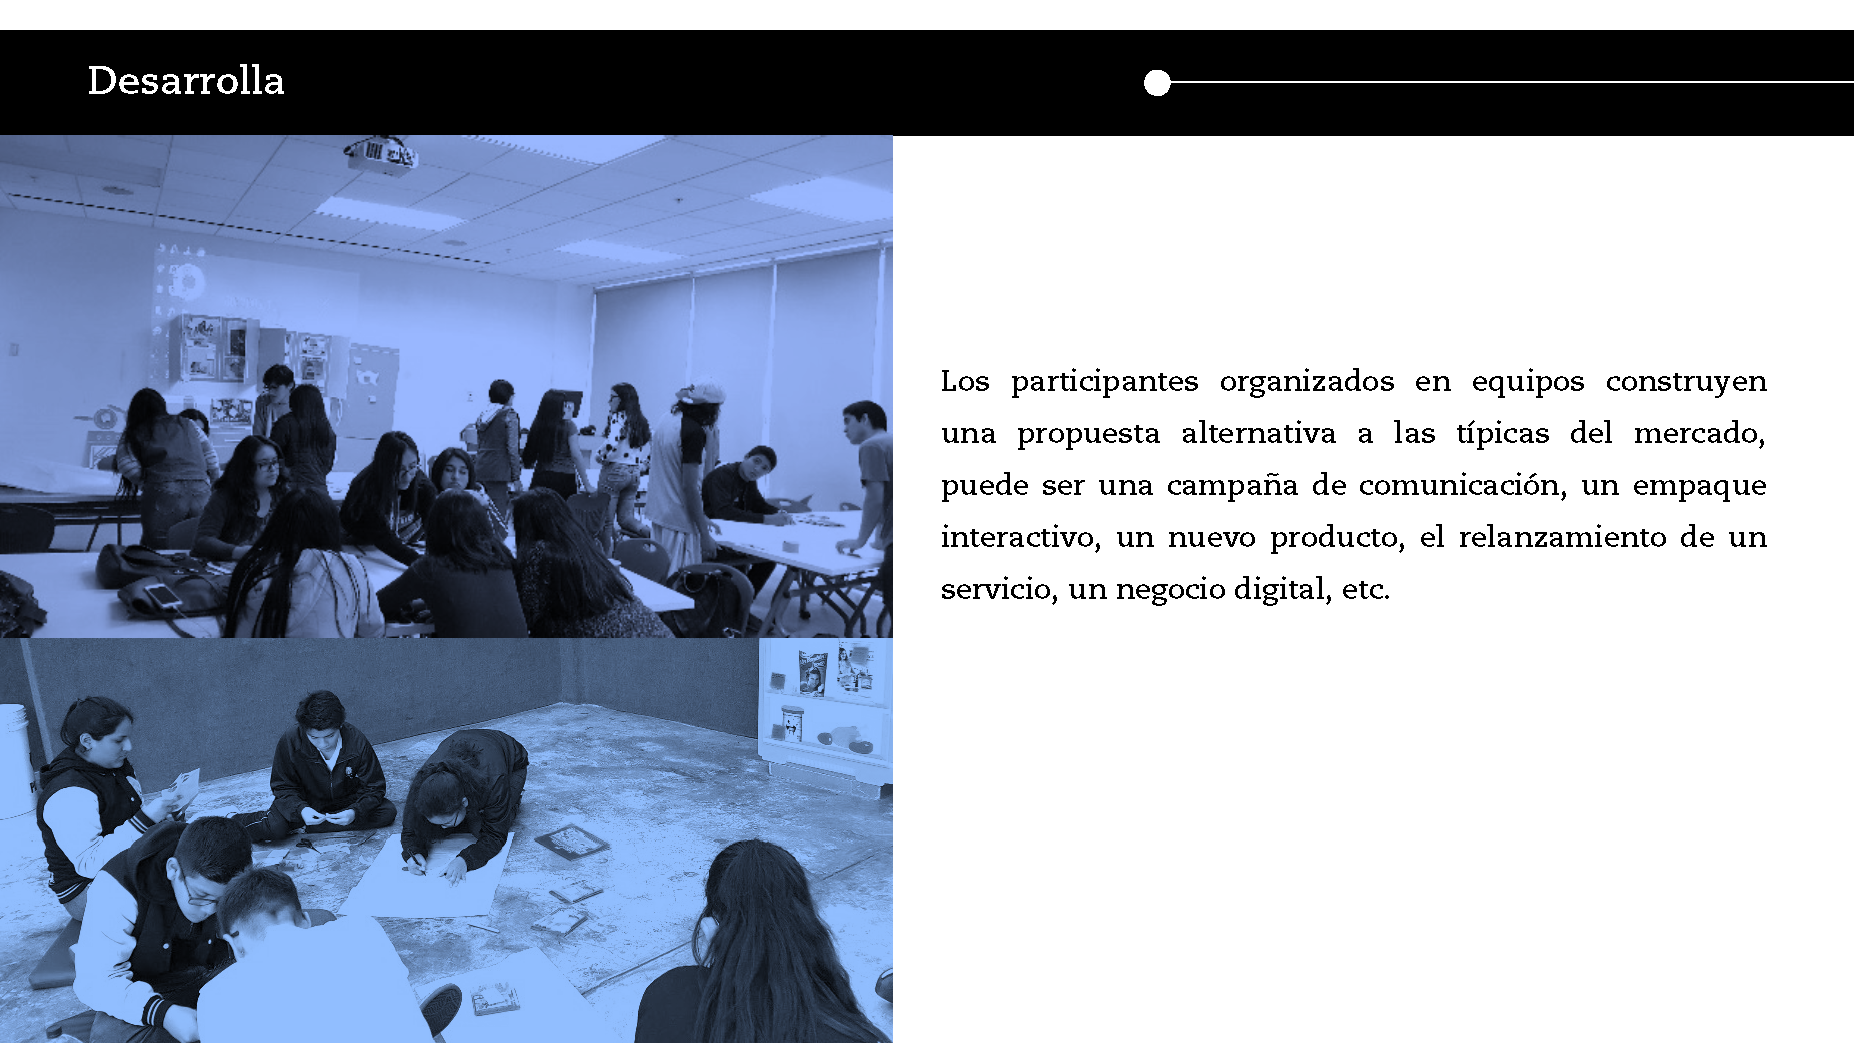 Desarrolla
Los participantes organizados en equipos construyen
una propuesta alternativa a las típicas del mercado,
puede ser una campaña de comunicación, un empaque
interactivo, un nuevo producto, el relanzamiento de un
servicio, un negocio digital, etc.